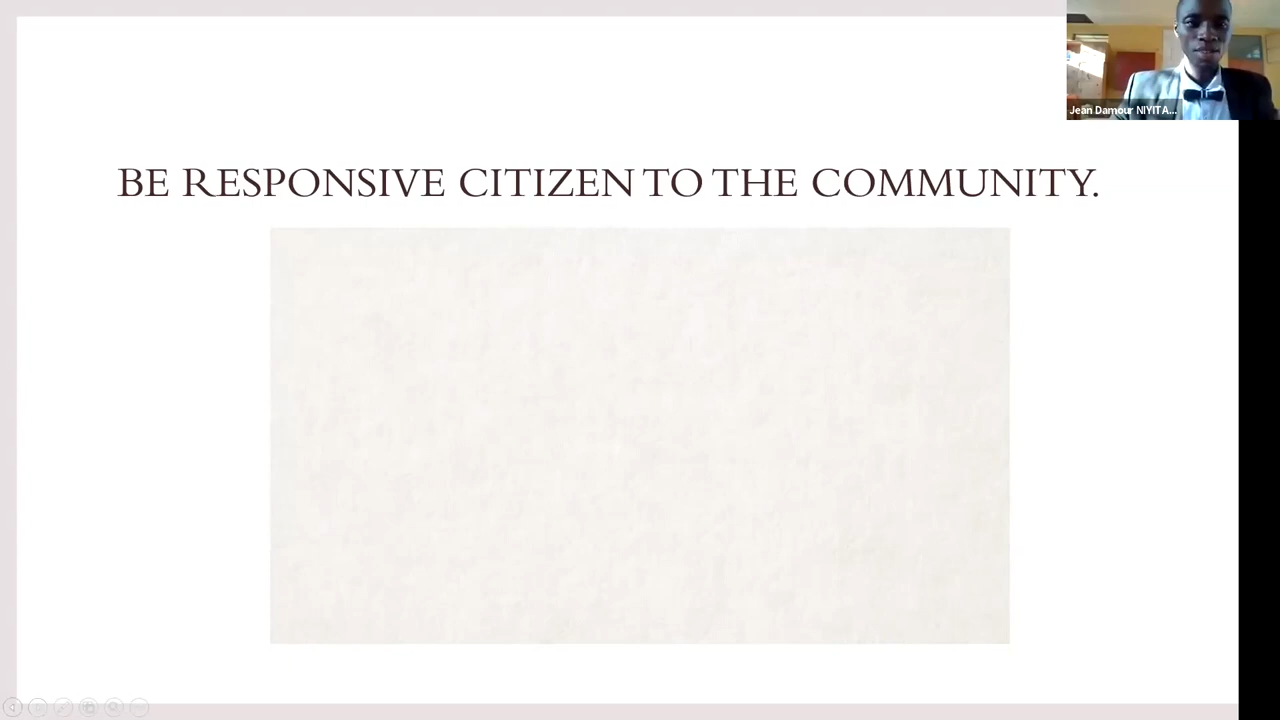 Jean Damour NIYITA...
BE RESPONSIVE CITIZEN TO THE COMMUNITY.